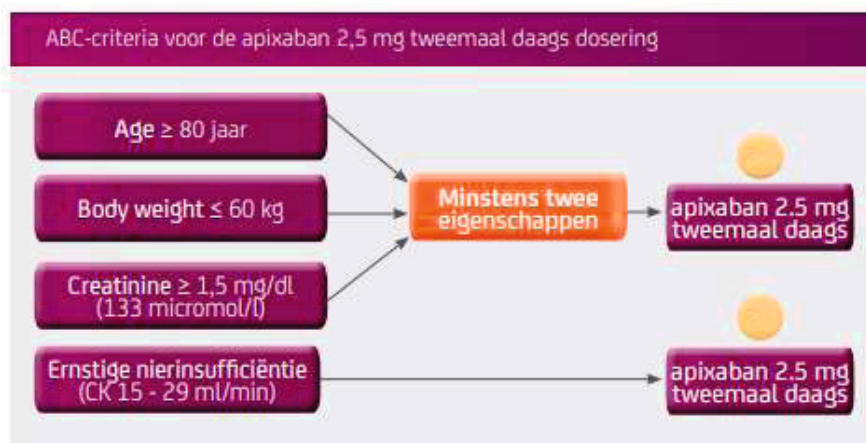 ABC-criteria voor de apixaban 2,5 mg tweemaal daags dosering
Age ≥ 80 jaar
Body weight ≤ 60 kg
Creatinine ≥ 1,5 mg/dl
(133 micromol/l)
Minstens twee
eigenschappen
apixaban 2.5 mg
tweemaal daags
Ernstige nierinsufficiëntie
(CK 15 - 29 ml/min)
apixaban 2.5 mg
tweemaal daags